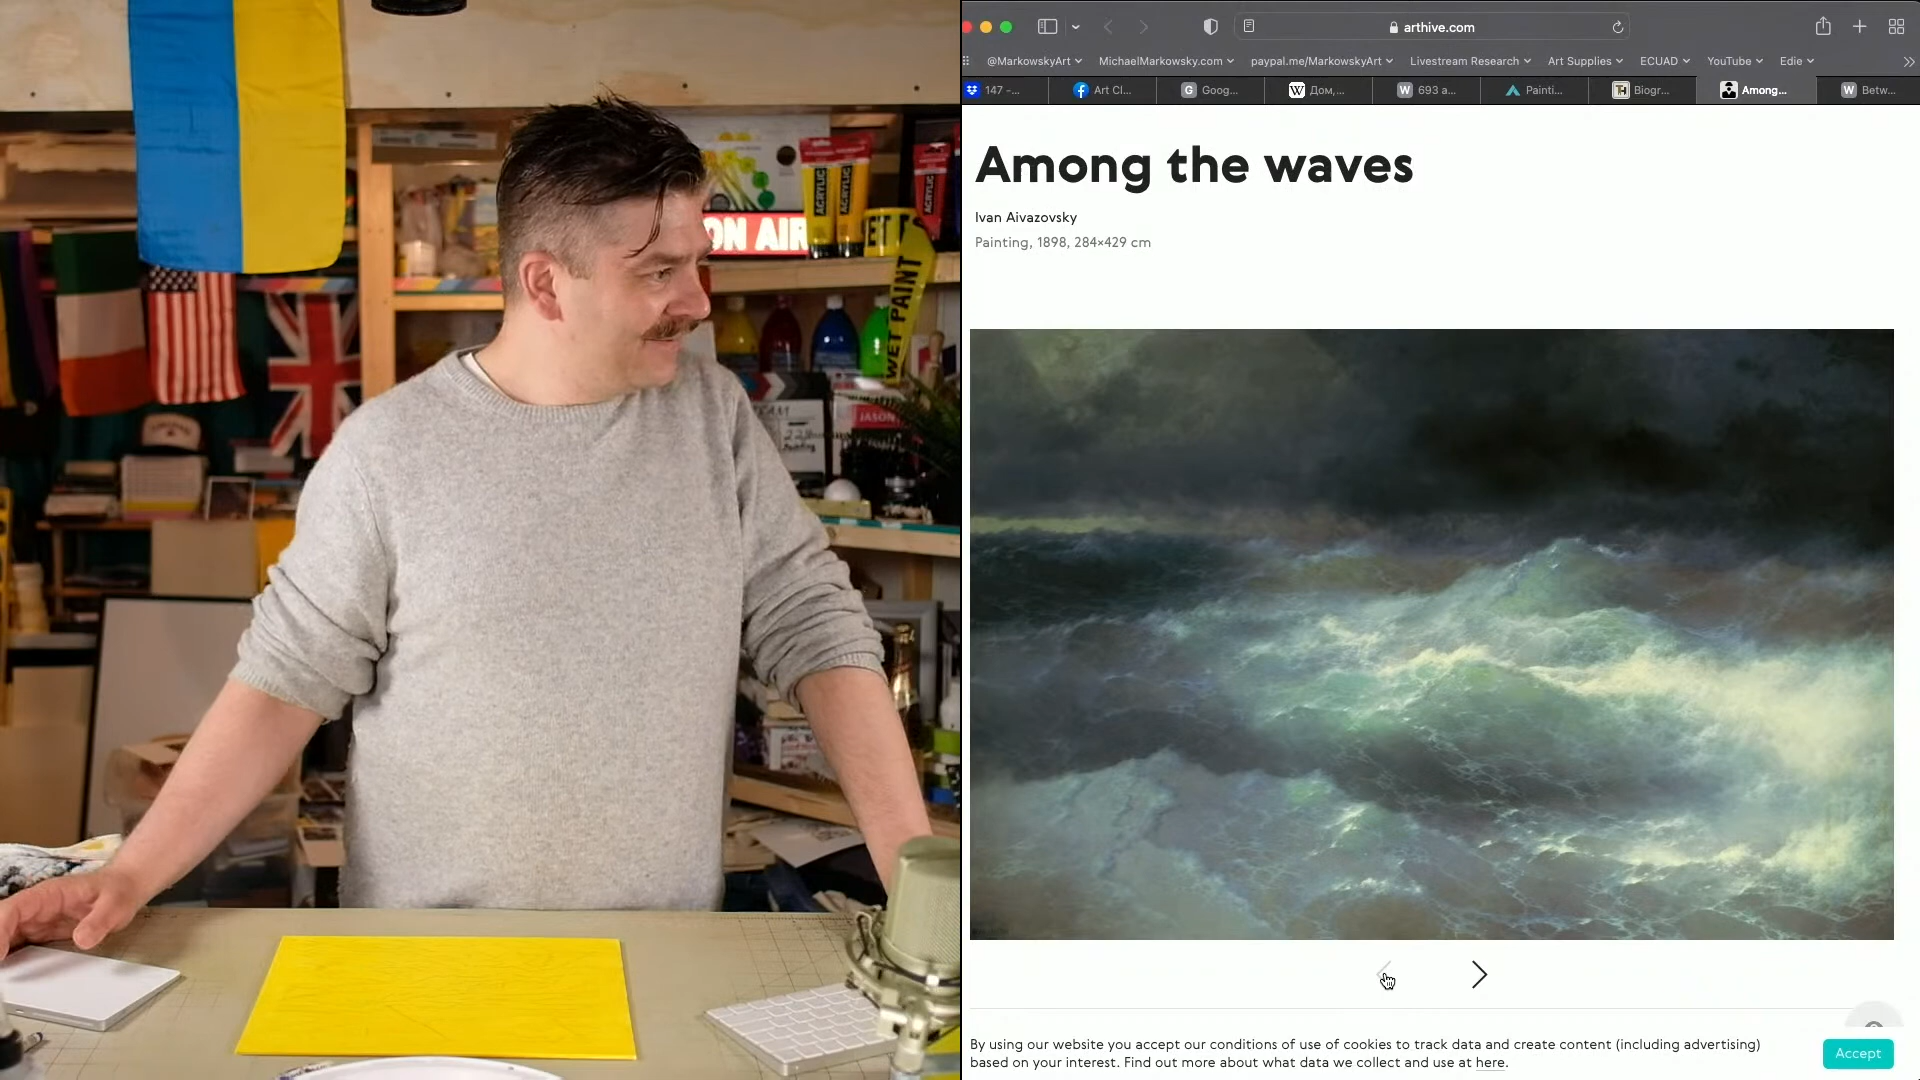 ON AIR
ACRYLIC
ACRYLIC
WET PAINT
JASON
arthive.com
@MarkowskyArt
MichaelMarkowsky.com
paypal.me/MarkowskyArt
Livestream Research
Art Supplies
ECUAD
YouTube
Edie
147 -...
Art Cl...
Goog...
Дом,...
693 a...
Painti...
Biogr...
Among...
Betw...
Among the waves
Ivan Aivazovsky
Painting, 1898, 284×429 cm
By using our website you accept our conditions of use of cookies to track data and create content (including advertising)
based on your interest. Find out more about what data we collect and use at here.
Accept